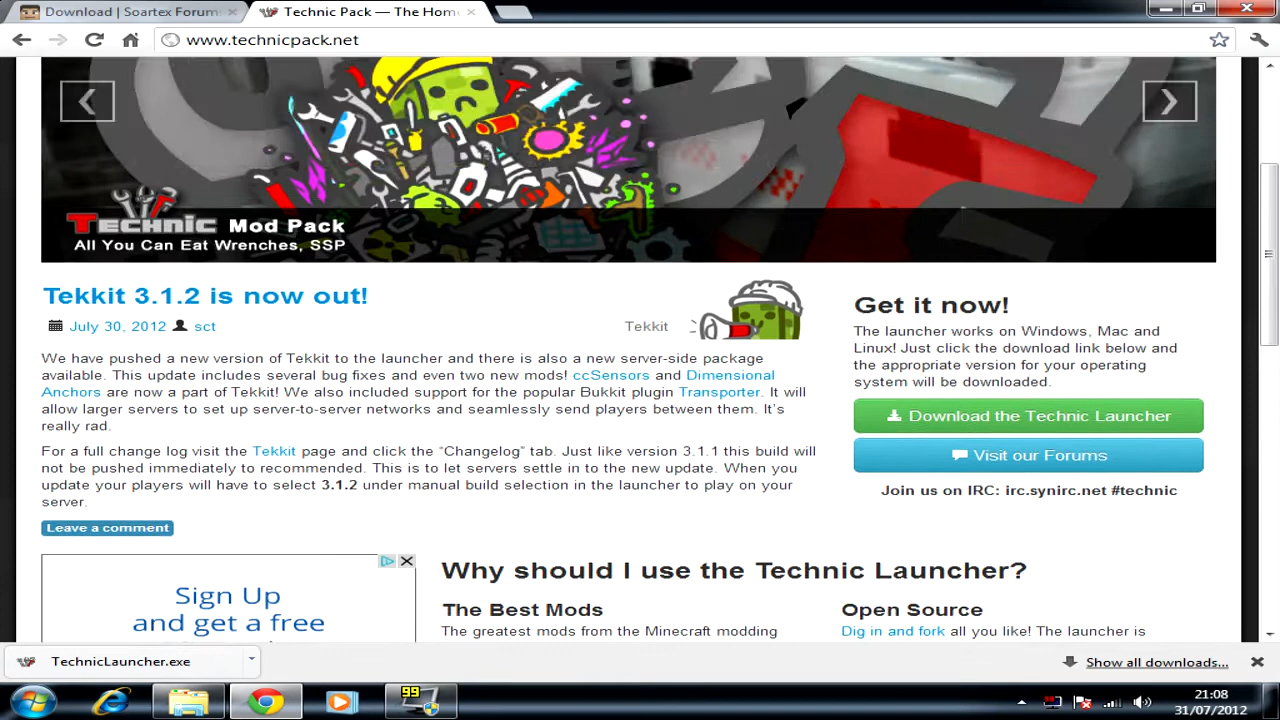 Download | Soartex Forums
Technic Pack — The Home
www.technicpack.net
Technic Mod Pack
All You Can Eat Wrenches, SSP
Tekkit 3.1.2 is now out!
July 30, 2012 sct
Tekkit
We have pushed a new version of Tekkit to the launcher and there is also a new server-side package
available. This update includes several bug fixes and even two new mods! ccSensors and Dimensional
Anchors are now a part of Tekkit! We also included support for the popular Bukkit plugin Transporter. It will
allow larger servers to set up server-to-server networks and seamlessly send players between them. It's
really rad.
For a full change log visit the Tekkit page and click the “Changelog” tab. Just like version 3.1.1 this build will
not be pushed immediately to recommended. This is to let servers settle in to the new update. When you
update your players will have to select 3.1.2 under manual build selection in the launcher to play on your
server.
Leave a comment
Get it now!
The launcher works on Windows, Mac and
Linux! Just click the download link below and
the appropriate version for your operating
system will be downloaded.
Download the Technic Launcher
Visit our Forums
Join us on IRC: irc.synirc.net #technic
Sign Up
and get a free
Why should I use the Technic Launcher?
The Best Mods
The greatest mods from the Minecraft modding
Open Source
Dig in and fork all you like! The launcher is
TechnicLauncher.exe
Show all downloads...
99
21:08
31/07/2012